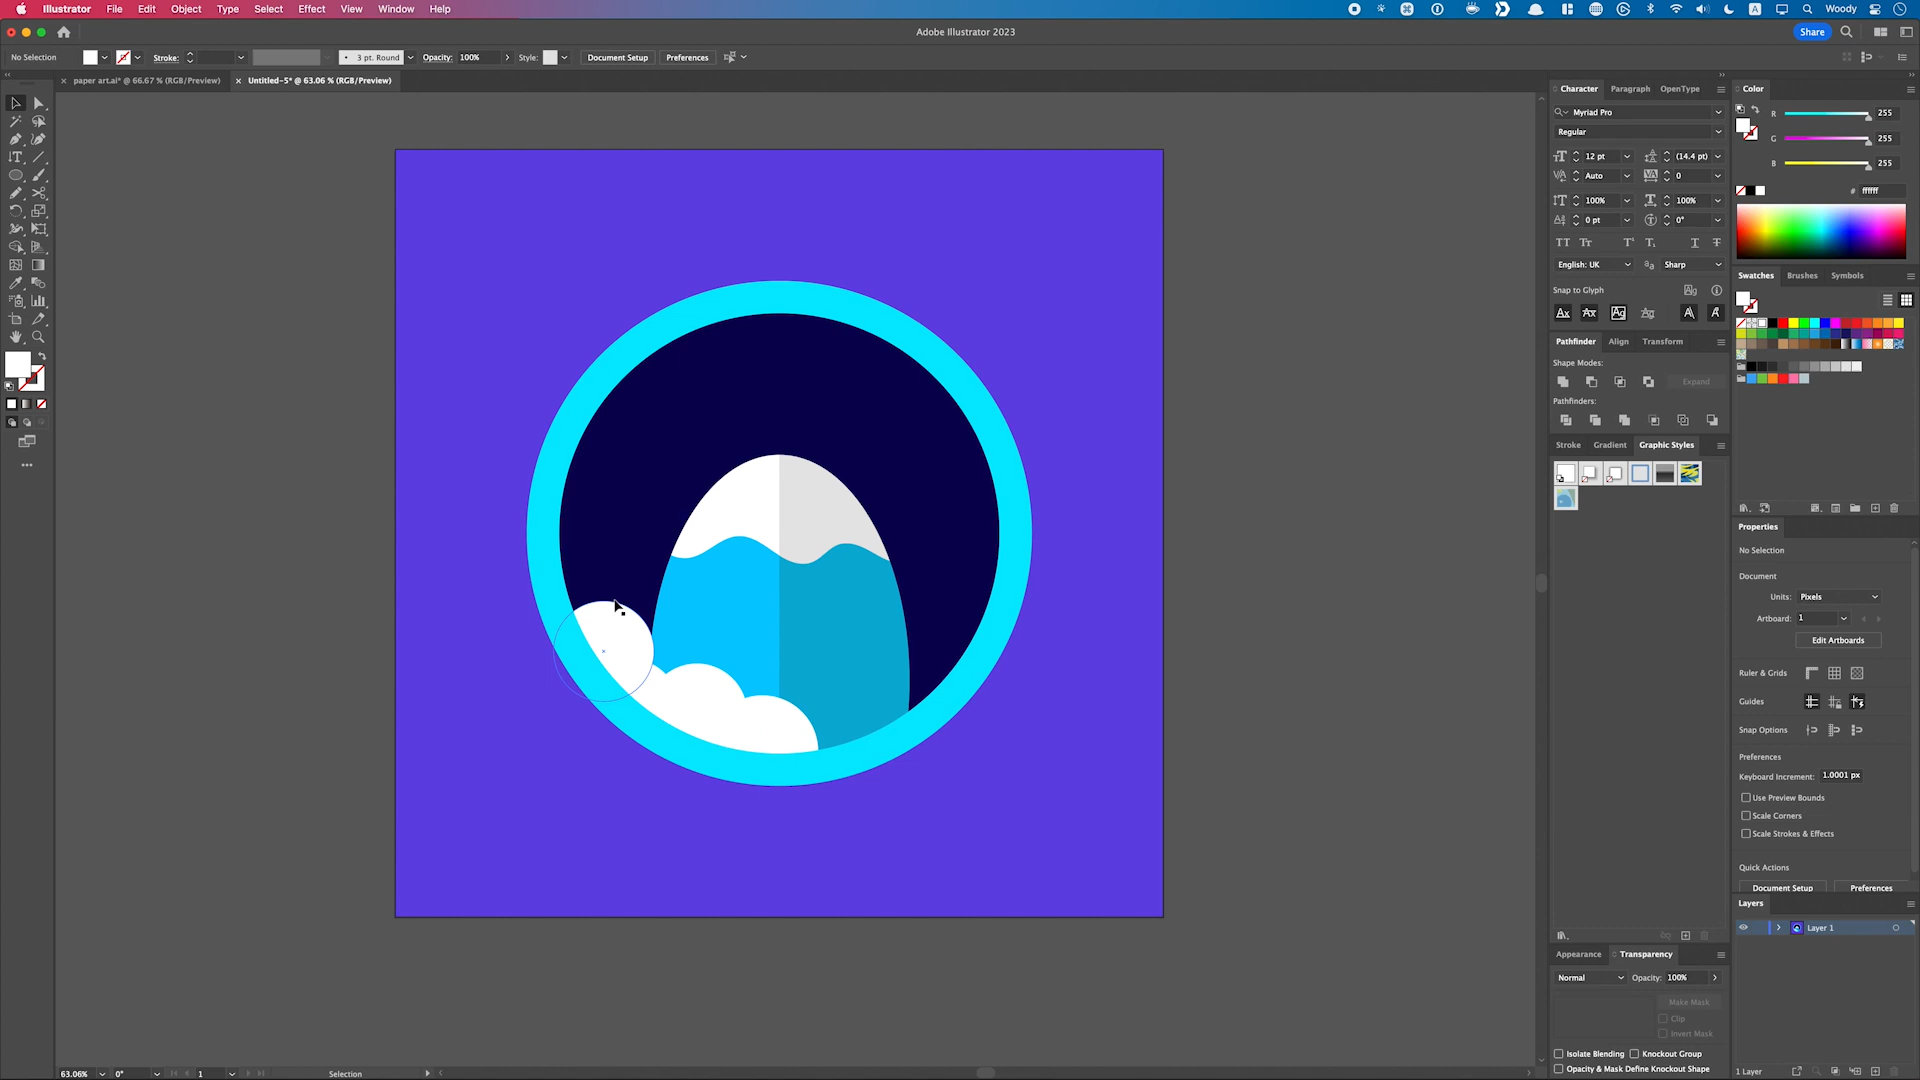 Illustrator File Edit Object Type Select Effect View Window Help
Woody
Adobe Illustrator 2023
Share
No Selection
Stroke:
3 pt. Round
Opacity: 100%
Style:
Document Setup
Preferences
paper art.ai* @ 66.67 % (RGB/Preview)
Untitled-5* @ 63.06 % (RGB/Preview)
Character Paragraph OpenType
Myriad Pro
Regular
12 pt
(14.4 pt)
Auto
0
100%
100%
0 pt
0°
English: UK
Sharp
Snap to Glyph
Pathfinder Align Transform
Shape Modes:
Expand
Pathfinders:
Stroke Gradient Graphic Styles
Color
R 255
G 255
B 255
# ffffff
Swatches Brushes Symbols
Properties
No Selection
Document
Units: Pixels
Artboard: 1
Edit Artboards
Ruler & Grids
Guides
Snap Options
Preferences
Keyboard Increment: 1.0001 px
Use Preview Bounds
Scale Corners
Scale Strokes & Effects
Quick Actions
Document Setup
Preferences
Layers
Layer 1
1 Layer
Appearance Transparency
Normal
Opacity: 100%
Make Mask
Clip
Invert Mask
Isolate Blending
Knockout Group
Opacity & Mask Define Knockout Shape
63.06%
0°
1
Selection